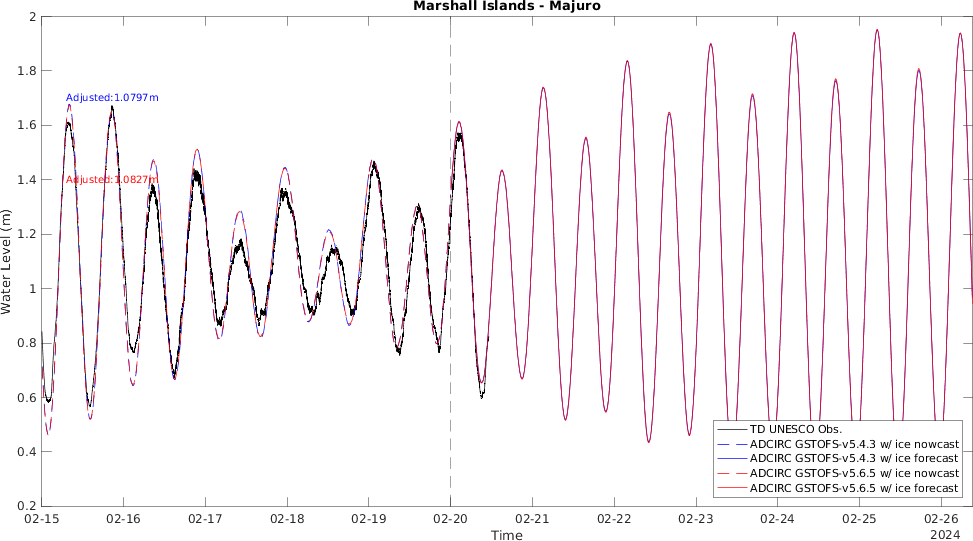 Marshall Islands - Majuro
2
1.8
1.6
1.4
1.2
1
0.8
0.6
0.4
0.2
Water Level (m)
Adjusted:1.0797m
Adjusted:1.0827m
TD UNESCO Obs.
ADCIRC GSTOFS-v5.4.3 w/ ice nowcast
ADCIRC GSTOFS-v5.4.3 w/ ice forecast
ADCIRC GSTOFS-v5.6.5 w/ ice nowcast
ADCIRC GSTOFS-v5.6.5 w/ ice forecast
02-15 02-16 02-17 02-18 02-19 02-20 02-21 02-22 02-23 02-24 02-25 02-26
Time
2024